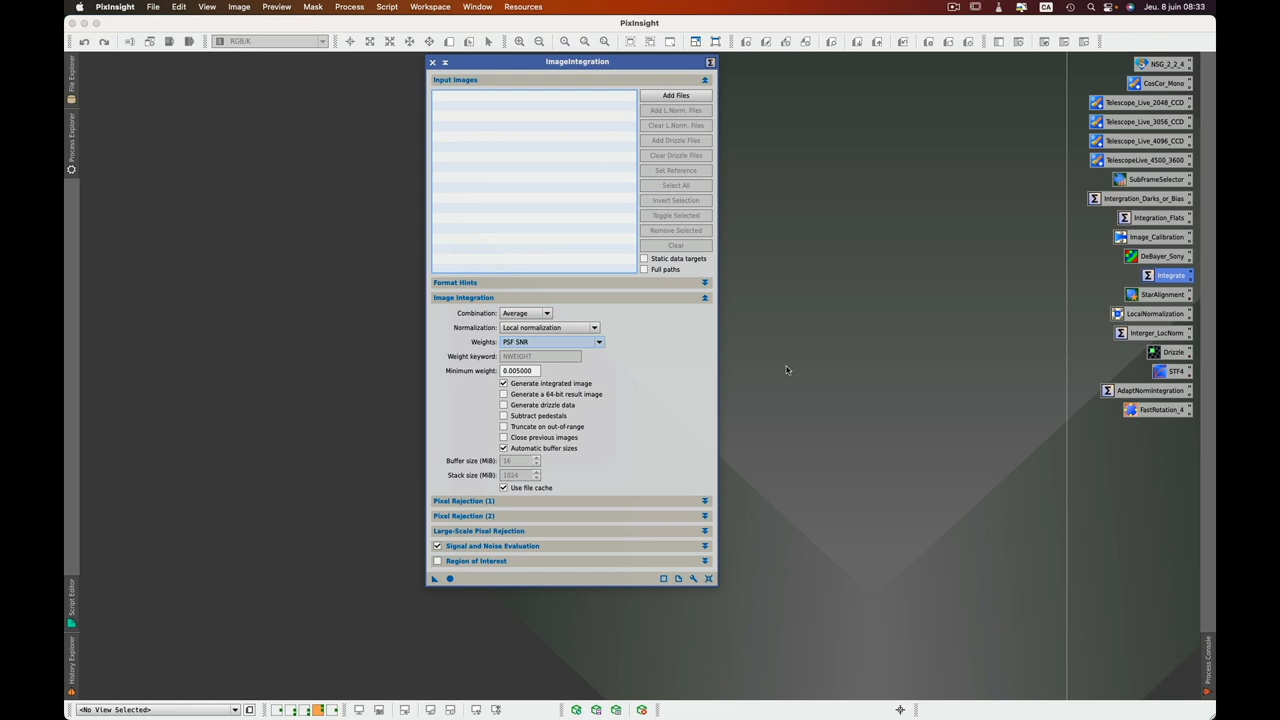 PixInsight File Edit View Image Preview Mask Process Script Workspace Window Resources CA Jeu. 8 juin 08:33
PixInsight
RGB/K
File Explorer
Process Explorer
Script Editor
History Explorer
ImageIntegration
Input Images
Add Files
Add L.Norm. Files
Clear L.Norm. Files
Add Drizzle Files
Clear Drizzle Files
Set Reference
Select All
Invert Selection
Toggle Selected
Remove Selected
Clear
Static data targets
Full paths
Format Hints
Image Integration
Combination: Average
Normalization: Local normalization
Weights: PSF SNR
Weight keyword: NWEIGHT
Minimum weight: 0.005000
Generate integrated image
Generate a 64-bit result image
Generate drizzle data
Subtract pedestals
Truncate on out-of-range
Close previous images
Automatic buffer sizes
Buffer size (MiB): 16
Stack size (MiB): 1024
Use file cache
Pixel Rejection (1)
Pixel Rejection (2)
Large-Scale Pixel Rejection
Signal and Noise Evaluation
Region of Interest
NSG_2_2_4
CosCor_Mono
Telescope_Live_2048_CCD
Telescope_Live_3056_CCD
Telescope_Live_4096_CCD
TelescopeLive_4500_3600
SubFrameSelector
Intergration_Darks_or_Bias
Integration_Flats
Image_Calibration
DeBayer_Sony
Integrate
StarAlignment
LocalNormalization
Interger_LocNorm
Drizzle
STF4
AdaptNormIntegration
FastRotation_4
Process Console
<No View Selected>